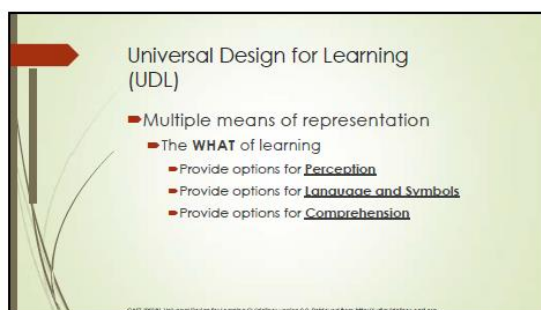 Universal Design for Learning
(UDL)
Multiple means of representation
The WHAT of learning
Provide options for Perception
Provide options for Language and Symbols
Provide options for Comprehension